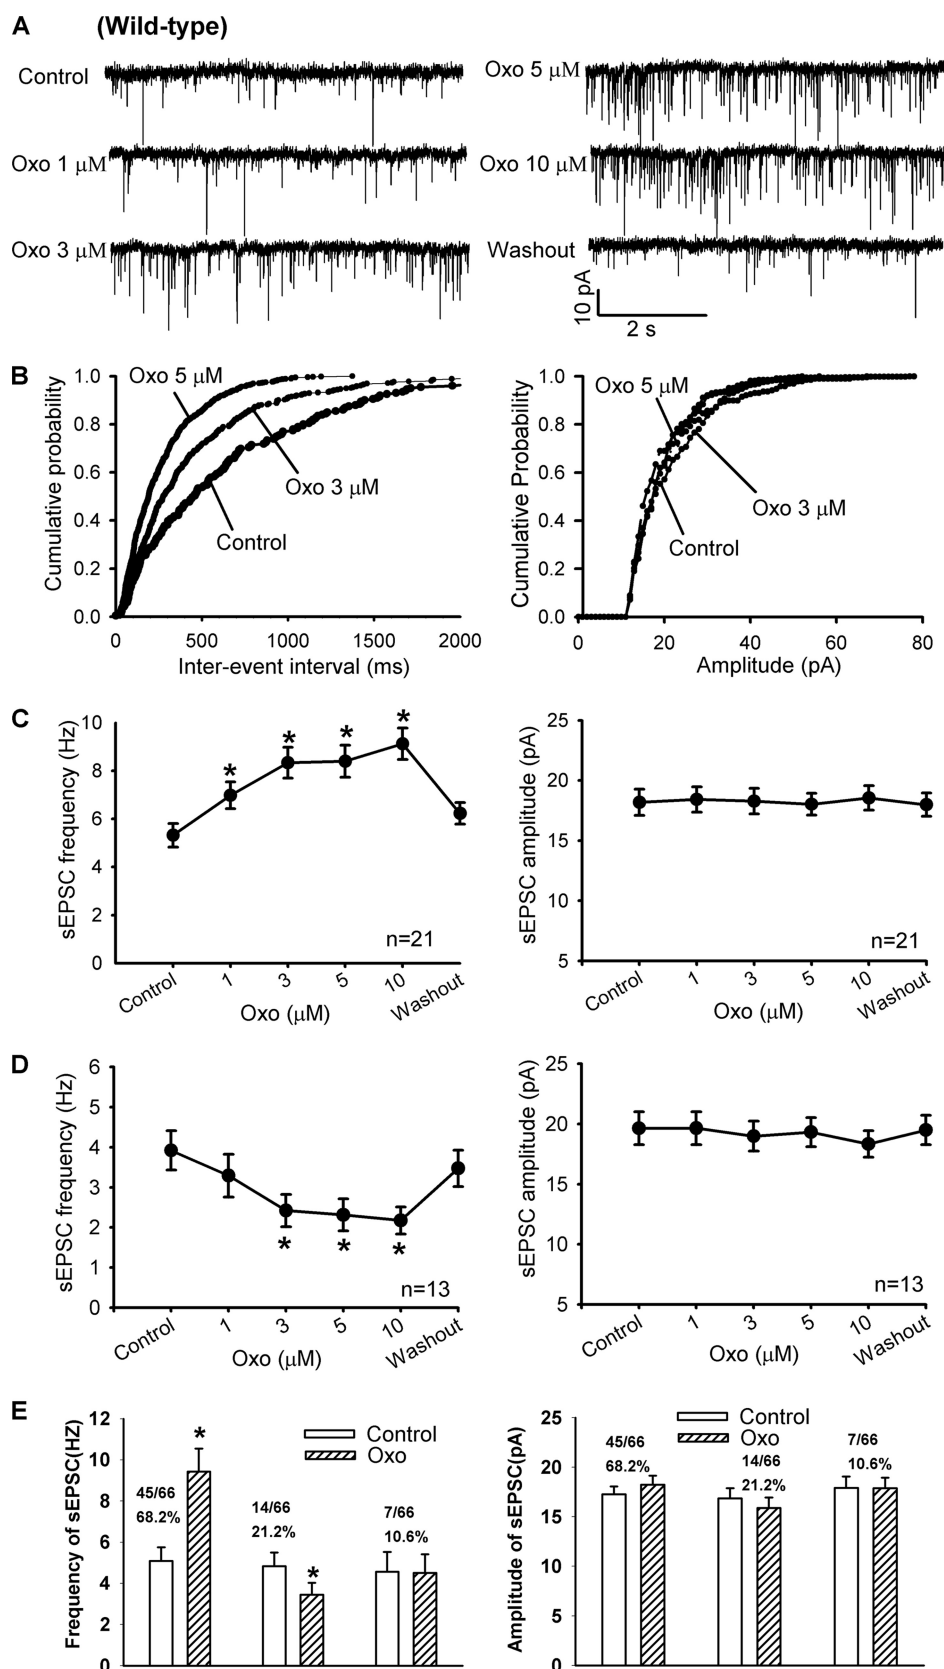 A (Wild-type)
Control
Oxo 1 μM
Oxo 3 μM
Oxo 5 μM
Oxo 10 μM
Washout
10 pA
2 s
B
Cumulative probability
1.0
0.8
0.6
0.4
0.2
0.0
Oxo 5 μM
Oxo 3 μM
Control
0 500 1000 1500 2000
Inter-event interval (ms)
Cumulative Probability
1.0
0.8
0.6
0.4
0.2
0.0
Oxo 5 μM
Oxo 3 μM
Control
0 20 40 60 80
Amplitude (pA)
C
sEPSC frequency (Hz)
10
8
6
4
2
0
* * * *
n=21
Control 1 3 5 10 Washout
Oxo (μM)
sEPSC amplitude (pA)
25
20
15
10
5
n=21
Control 1 3 5 10 Washout
Oxo (μM)
D
sEPSC frequency (Hz)
6
5
4
3
2
1
0
* * *
n=13
Control 1 3 5 10 Washout
Oxo (μM)
sEPSC amplitude (pA)
25
20
15
10
5
n=13
Control 1 3 5 10 Washout
Oxo (μM)
E
Frequency of sEPSC(HZ)
12
10
8
6
4
2
0
Control
Oxo
45/66
68.2%
*
14/66
21.2%
*
7/66
10.6%
Amplitude of sEPSC(pA)
25
20
15
10
5
0
Control
Oxo
45/66
68.2%
14/66
21.2%
7/66
10.6%